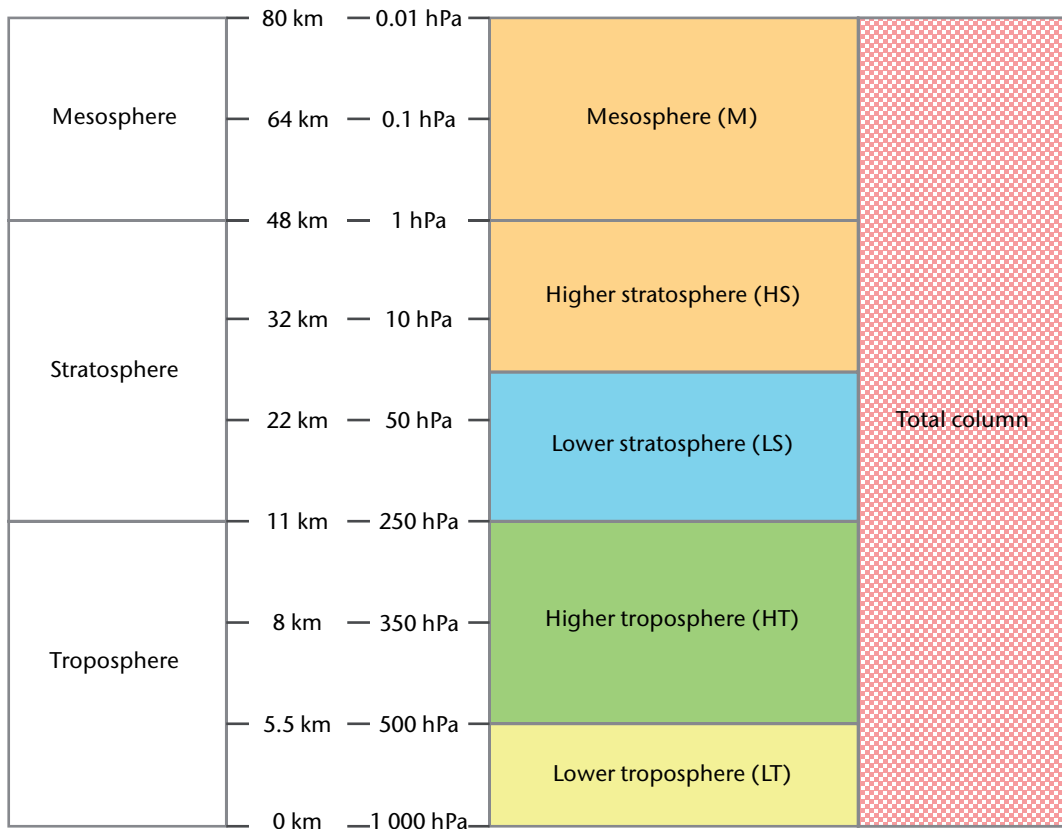 80 km
0.01 hPa
Mesosphere
64 km
0.1 hPa
Mesosphere (M)
48 km
1 hPa
Higher stratosphere (HS)
32 km
10 hPa
Stratosphere
22 km
50 hPa
Total column
Lower stratosphere (LS)
11 km
250 hPa
8 km
350 hPa
Higher troposphere (HT)
Troposphere
5.5 km
500 hPa
Lower troposphere (LT)
0 km
1 000 hPa